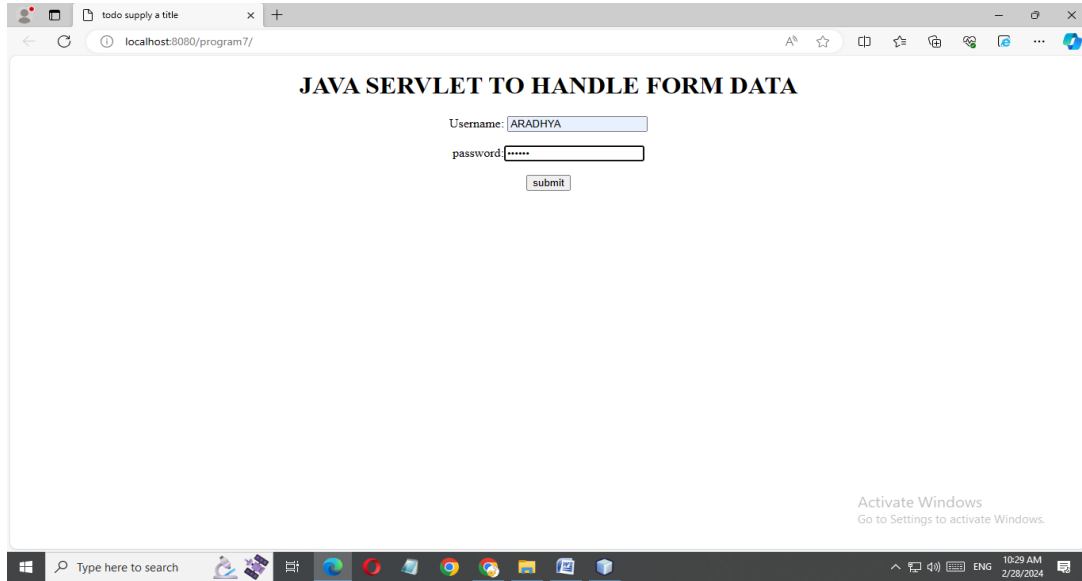 todo supply a title
localhost:8080/program7/
JAVA SERVLET TO HANDLE FORM DATA
Username: ARADHYA
password:••••••
submit
Activate Windows
Go to Settings to activate Windows.
Type here to search
ENG
10:29 AM
2/28/2024